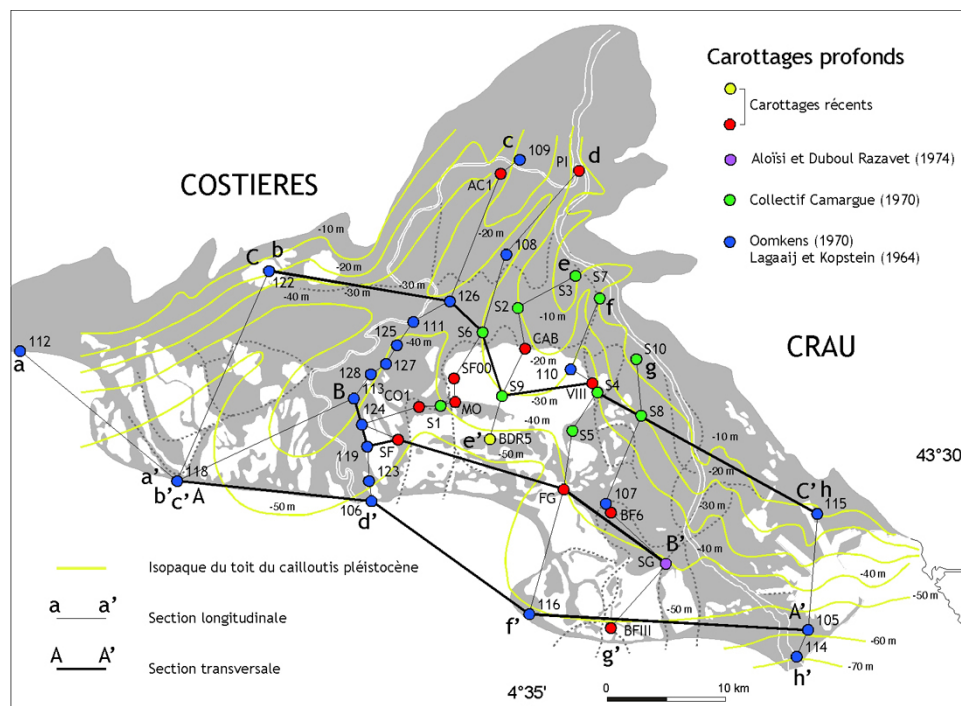 Carottages profonds
Carottages récents
Aloïsi et Duboul Razavet (1974)
Collectif Camargue (1970)
Oomkens (1970)
Lagaaij et Kopstein (1964)
COSTIERES
CRAU
c
109
PI
d
AC1
-10 m
-20 m
-20 m
-30 m
-30 m
-40 m
C
b
122
108
e
S7
S3
S2
-10 m
f
126
111
S6
125
-40 m
127
128
112
a
CAB
-20 m
110
S10
g
SF00
S9
-30 m
VIII
S4
B
113
CO1
124
S1
MO
-40 m
S8
S5
119
SF
e'
BDR5
-50 m
-10 m
-20 m
43°30
a'
118
b'
c'
A
123
-50 m
106
d'
FG
107
BF6
-30 m
C'
h
115
B'
SG
-40 m
-40 m
-50 m
-50 m
116
f'
BFIII
g'
A'
105
-60 m
114
-70 m
h'
Isopaque du toit du cailloutis pléistocène
a a'
Section longitudinale
A A'
Section transversale
4°35'
0 10 km